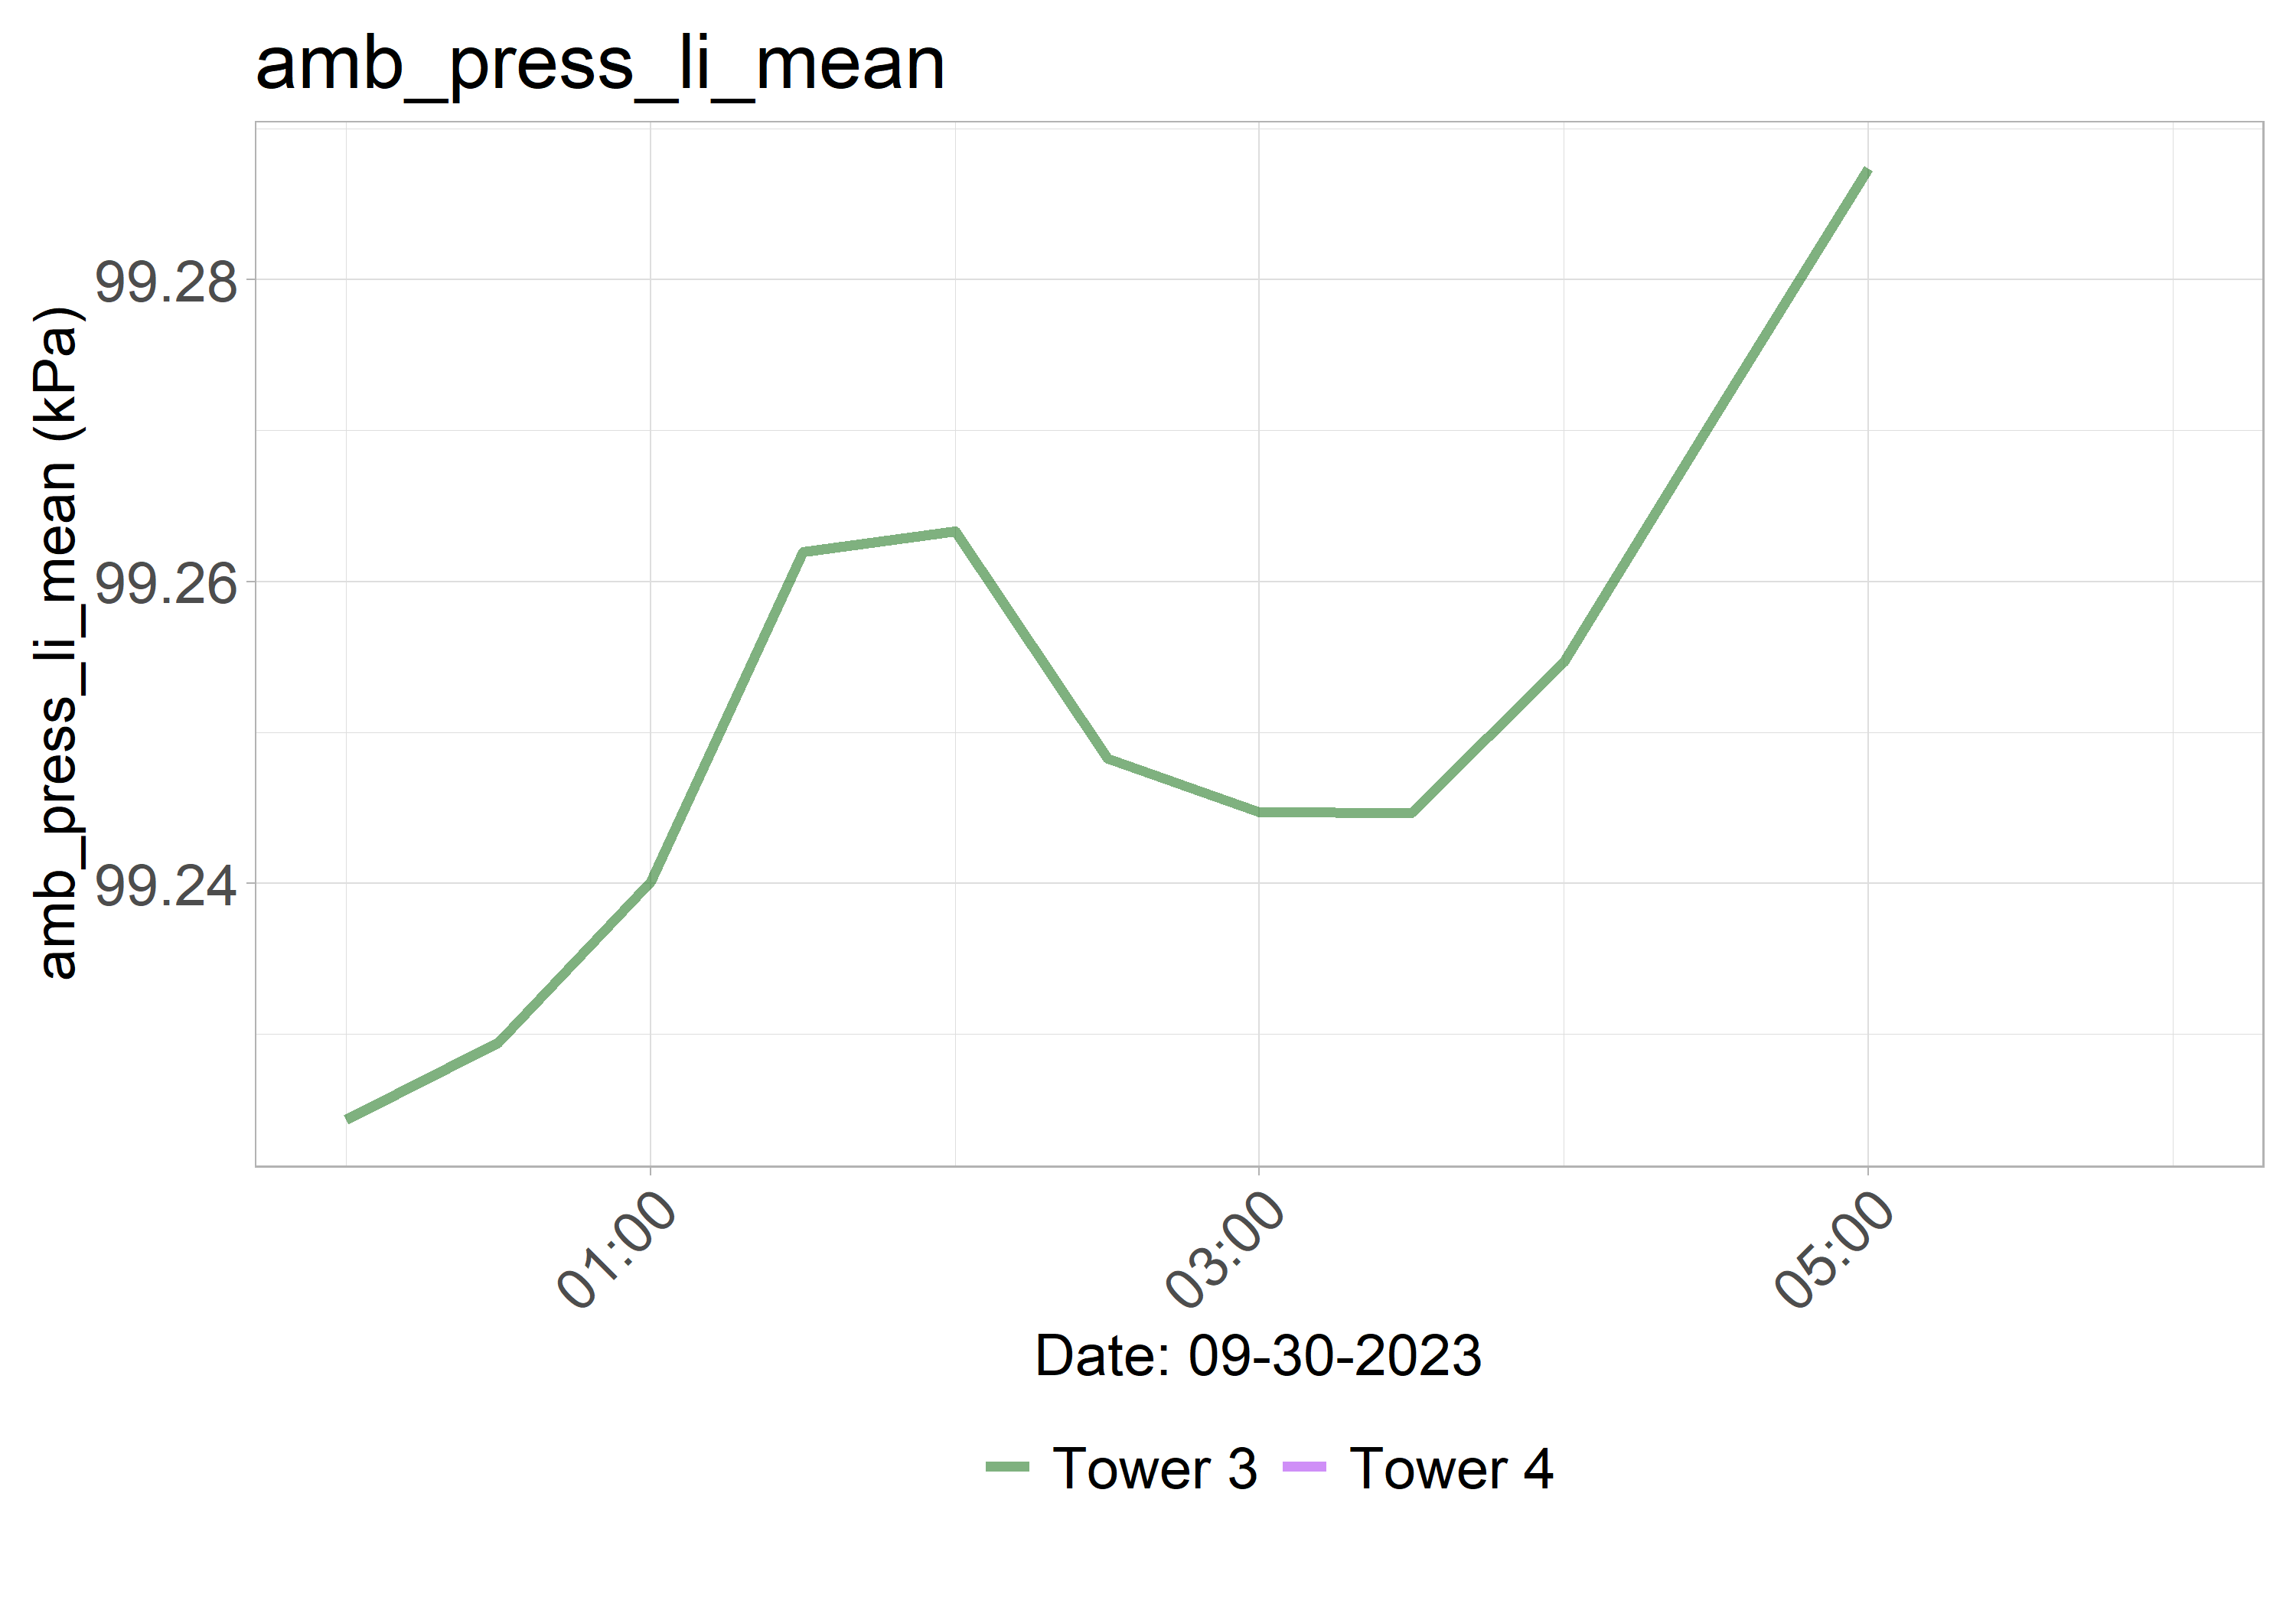 amb_press_li_mean
amb_press_li_mean (kPa)
99.28
99.26
99.24
01:00
03:00
05:00
Date: 09-30-2023
Tower 3
Tower 4